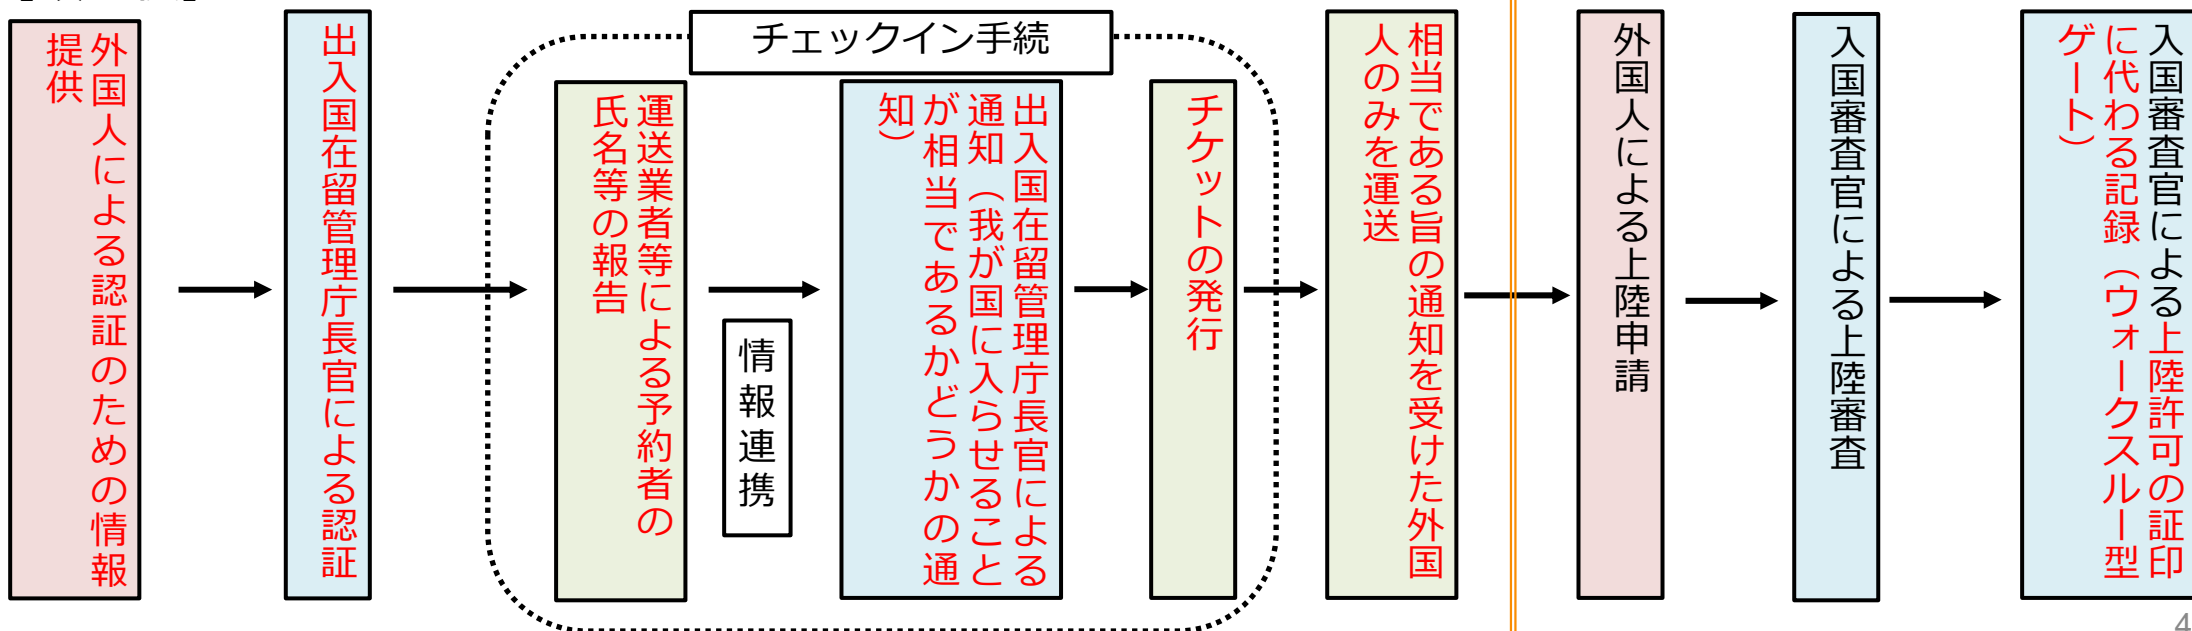 外国人による認証のための情報
提供
出入国在留管理庁長官による認証
チェックイン手続
運送業者等による予約者の
氏名等の報告
情報連携
出入国在留管理庁長官による
通知（我が国に入らせること
が相当であるかどうかの通
知）
チケットの発行
相当である旨の通知を受けた外国
人のみを運送
外国人による上陸申請
入国審査官による上陸審査
入国審査官による上陸許可の証印
に代わる記録（ウォークスルー型
ゲート）
4